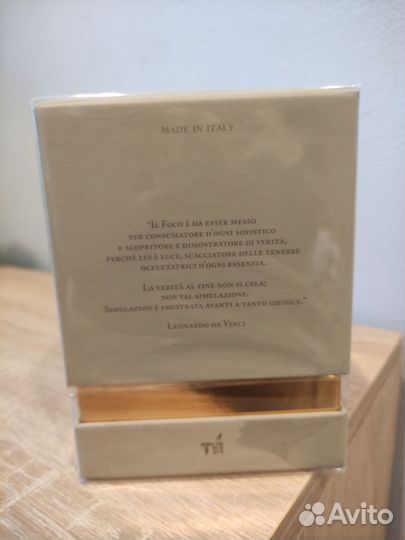 MADE IN ITALY
"IL FOCO È DA ESSER MESSO
PER CONSUMATORE D'OGNI SOFISTICO
E SCOPRITORE E DIMOSTRATORE DI VERITÀ,
PERCHÉ LUI È LUCE, SCACCIATORE DELLE TENEBRE
OCCULTATRICI D'OGNI ESSENZIA.
LA VERITÀ AL FINE NON SI CELA;
NON VAL SIMULAZIONE.
SIMULAZION È FRUSTRATA AVANTI A TANTO GIUDICE."
LEONARDO DA VINCI
Avito